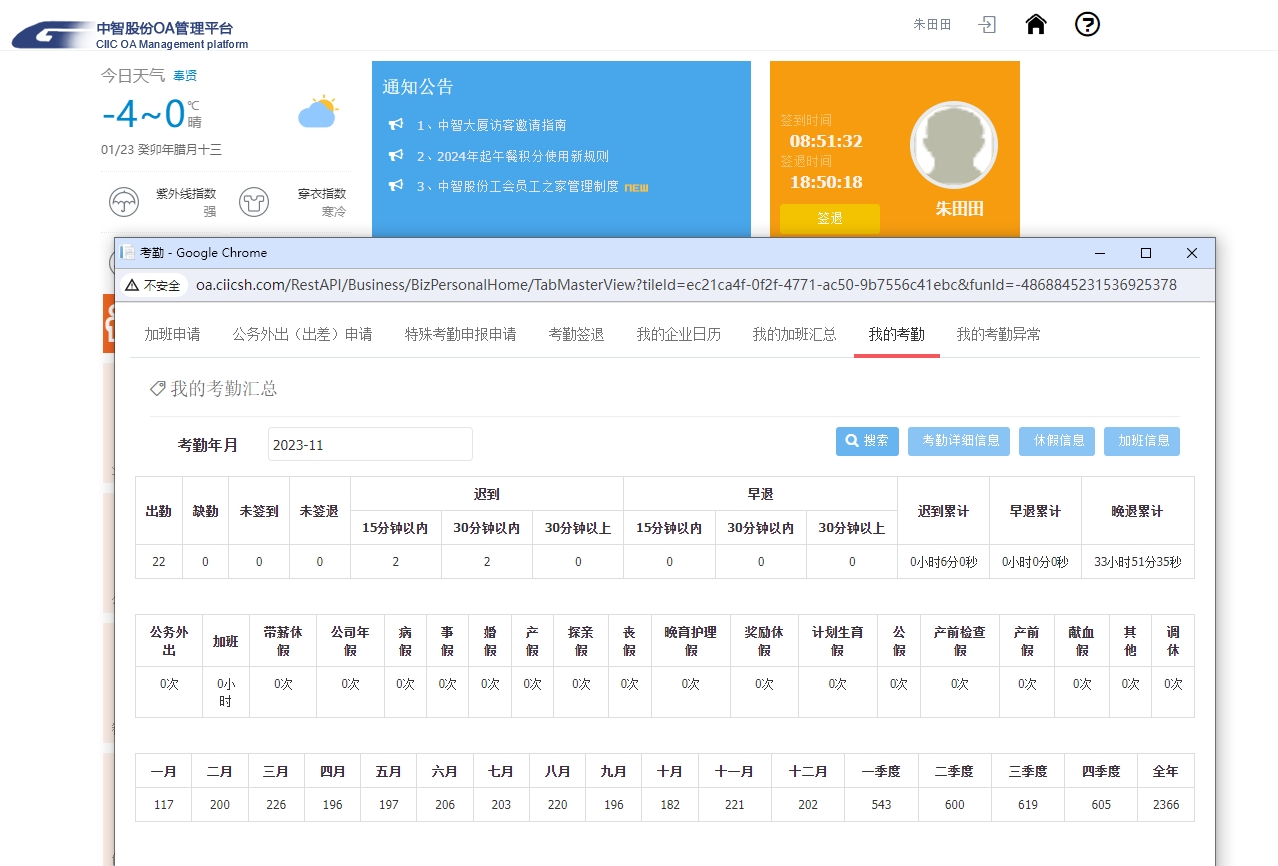 中智股份OA管理平台
CIIC OA Management platform
朱田田
今日天气 奉贤
-4~0
℃
晴
01/23 癸卯年腊月十三
紫外线指数
强
穿衣指数
寒冷
通知公告
1、中智大厦访客邀请指南
2、2024年起午餐积分使用新规则
3、中智股份工会员工之家管理制度 NEW
签到时间
08:51:32
签退时间
18:50:18
签退
朱田田
考勤 - Google Chrome
不安全 oa.ciicsh.com/RestAPI/Business/BizPersonalHome/TabMasterView?tileId=ec21ca4f-0f2f-4771-ac50-9b7556c41ebc&funId=-4868845231536925378
加班申请 公务外出（出差）申请 特殊考勤申报申请 考勤签退 我的企业日历 我的加班汇总 我的考勤 我的考勤异常
我的考勤汇总
考勤年月 2023-11 搜索 考勤详细信息 休假信息 加班信息
出勤 缺勤 未签到 未签退 迟到 早退 迟到累计 早退累计 晚退累计
15分钟以内 30分钟以内 30分钟以上 15分钟以内 30分钟以内 30分钟以上
22 0 0 0 2 2 0 0 0 0 0小时6分0秒 0小时0分0秒 33小时51分35秒
公务外出 加班 带薪休假 公司年假 病假 事假 婚假 产假 探亲假 丧假 晚育护理假 奖励休假 计划生育假 公假 产前检查假 产前假 献血假 其他 调休
0次 0小时 0次 0次 0次 0次 0次 0次 0次 0次 0次 0次 0次 0次 0次 0次 0次 0次 0次
一月 二月 三月 四月 五月 六月 七月 八月 九月 十月 十一月 十二月 一季度 二季度 三季度 四季度 全年
117 200 226 196 197 206 203 220 196 182 221 202 543 600 619 605 2366